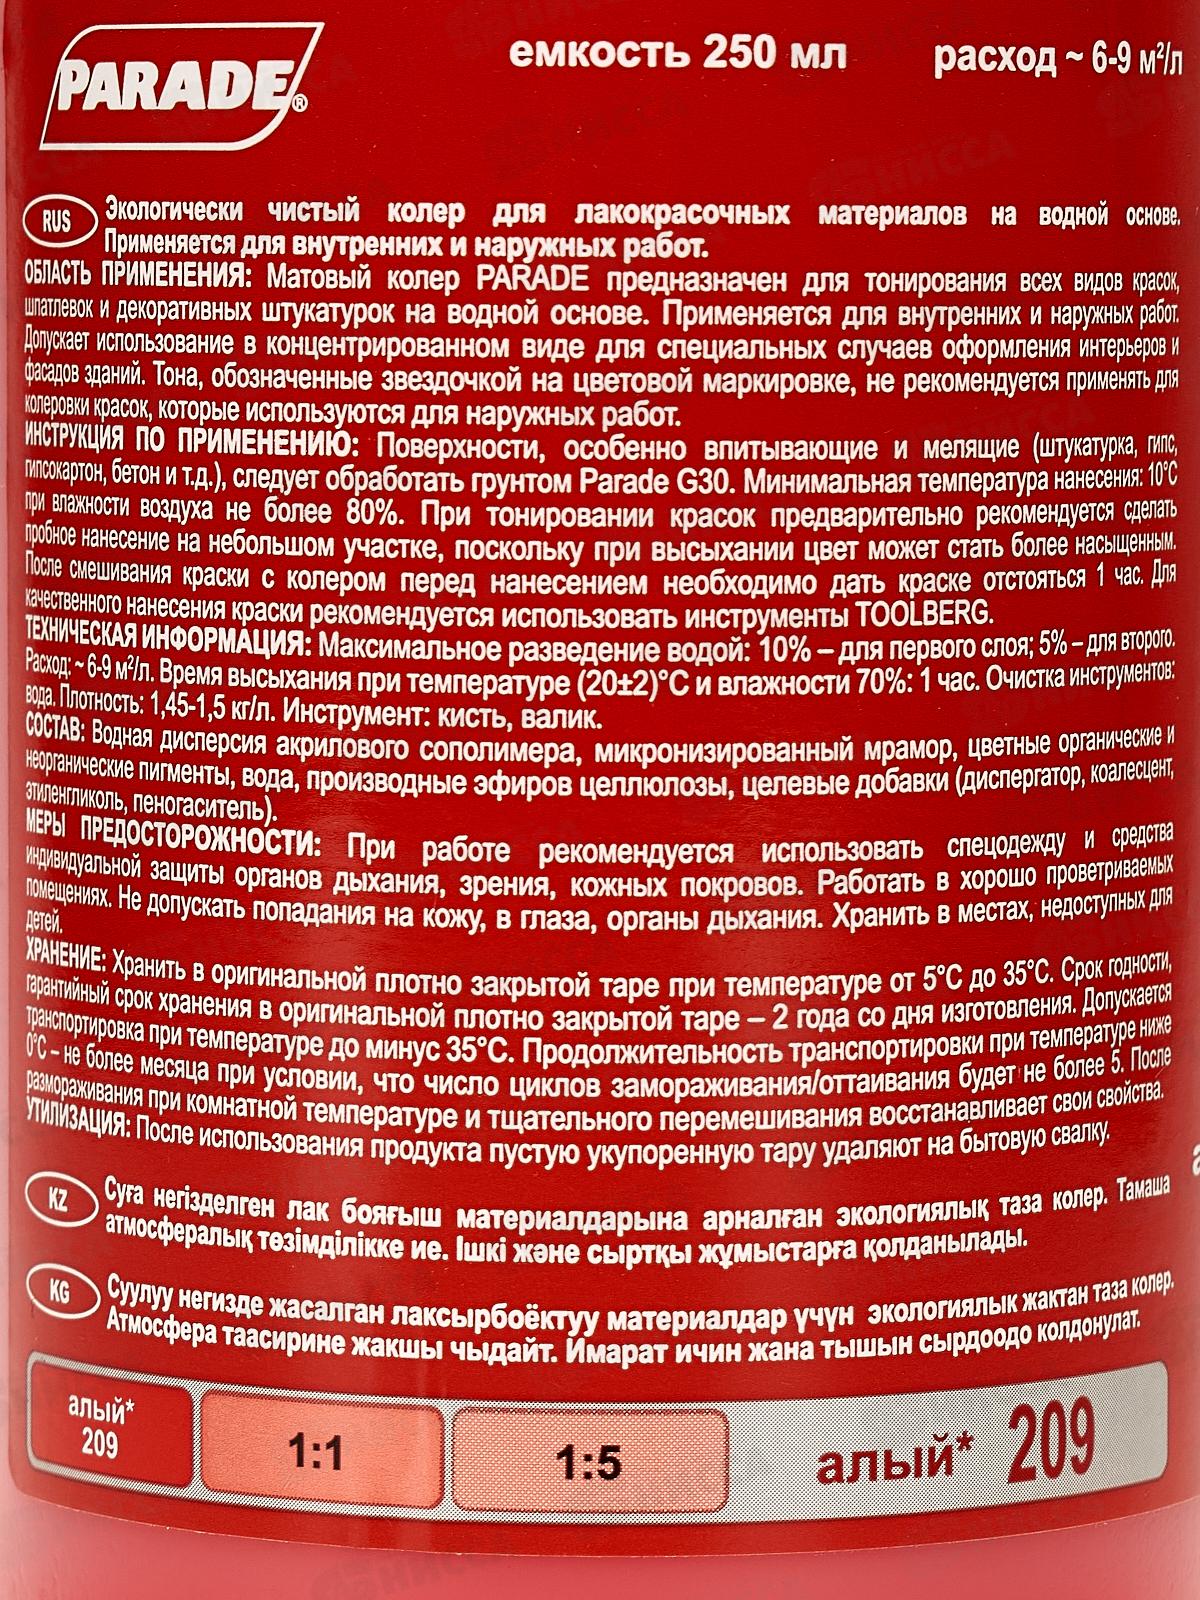 PARADE®
емкость 250 мл
расход ~ 6-9 м²/л
RUS
Экологически чистый колер для лакокрасочных материалов на водной основе.
Применяется для внутренних и наружных работ.
ОБЛАСТЬ ПРИМЕНЕНИЯ: Матовый колер PARADE предназначен для тонирования всех видов красок,
шпатлевок и декоративных штукатурок на водной основе. Применяется для внутренних и наружных работ.
Допускает использование в концентрированном виде для специальных случаев оформления интерьеров и
фасадов зданий. Тона, обозначенные звездочкой на цветовой маркировке, не рекомендуется применять для
колеровки красок, которые используются для наружных работ.
ИНСТРУКЦИЯ ПО ПРИМЕНЕНИЮ: Поверхности, особенно впитывающие и мелящие (штукатурка, гипс,
гипсокартон, бетон и т.д.), следует обработать грунтом Parade G30. Минимальная температура нанесения: 10°С
при влажности воздуха не более 80%. При тонировании красок предварительно рекомендуется сделать
пробное нанесение на небольшом участке, поскольку при высыхании цвет может стать более насыщенным.
После смешивания краски с колером перед нанесением необходимо дать краске отстояться 1 час. Для
качественного нанесения краски рекомендуется использовать инструменты TOOLBERG.
ТЕХНИЧЕСКАЯ ИНФОРМАЦИЯ: Максимальное разведение водой: 10% – для первого слоя; 5% – для второго.
Расход: ~ 6-9 м²/л. Время высыхания при температуре (20±2)°С и влажности 70%: 1 час. Очистка инструментов:
вода. Плотность: 1,45-1,5 кг/л. Инструмент: кисть, валик.
СОСТАВ: Водная дисперсия акрилового сополимера, микронизированный мрамор, цветные органические и
неорганические пигменты, вода, производные эфиров целлюлозы, целевые добавки (диспергатор, коалесцент,
этиленгликоль, пеногаситель).
МЕРЫ ПРЕДОСТОРОЖНОСТИ: При работе рекомендуется использовать спецодежду и средства
индивидуальной защиты органов дыхания, зрения, кожных покровов. Работать в хорошо проветриваемых
помещениях. Не допускать попадания на кожу, в глаза, органы дыхания. Хранить в местах, недоступных для
детей.
ХРАНЕНИЕ: Хранить в оригинальной плотно закрытой таре при температуре от 5°С до 35°С. Срок годности,
гарантийный срок хранения в оригинальной плотно закрытой таре – 2 года со дня изготовления. Допускается
транспортировка при температуре до минус 35°С. Продолжительность транспортировки при температуре ниже
0°С – не более месяца при условии, что число циклов замораживания/оттаивания будет не более 5. После
размораживания при комнатной температуре и тщательного перемешивания восстанавливает свои свойства.
УТИЛИЗАЦИЯ: После использования продукта пустую укупоренную тару удаляют на бытовую свалку.
KZ
Суға негізделген лак бояғыш материалдарына арналған экологиялық таза колер. Тамаша
атмосфералық төзімділікке ие. Ішкі және сыртқы жұмыстарға қолданылады.
KG
Суулуу негизде жасалган лаксырбоёктуу материалдар үчүн экологиялык жактан таза колер.
Атмосфера таасирине жакшы чыдайт. Имарат ичин жана тышын сырдоодо колдонулат.
алый*
209
1:1
1:5
алый* 209